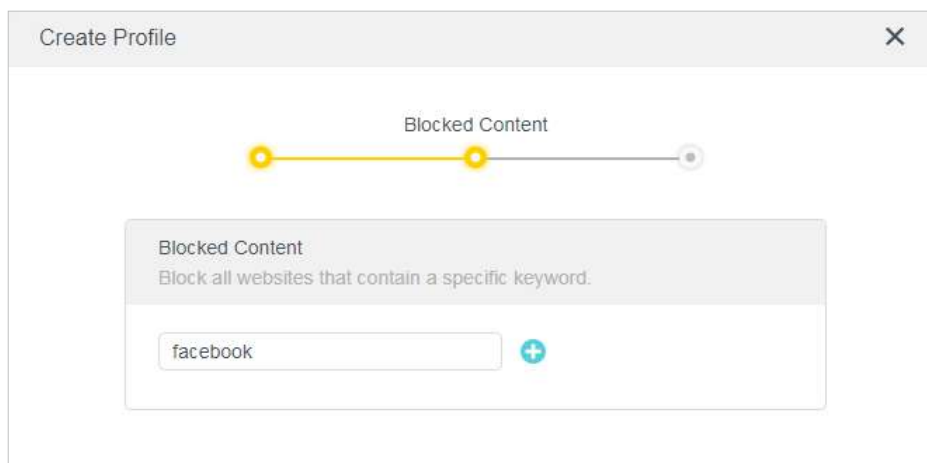 Create Profile
Blocked Content
Blocked Content
Block all websites that contain a specific keyword.
facebook